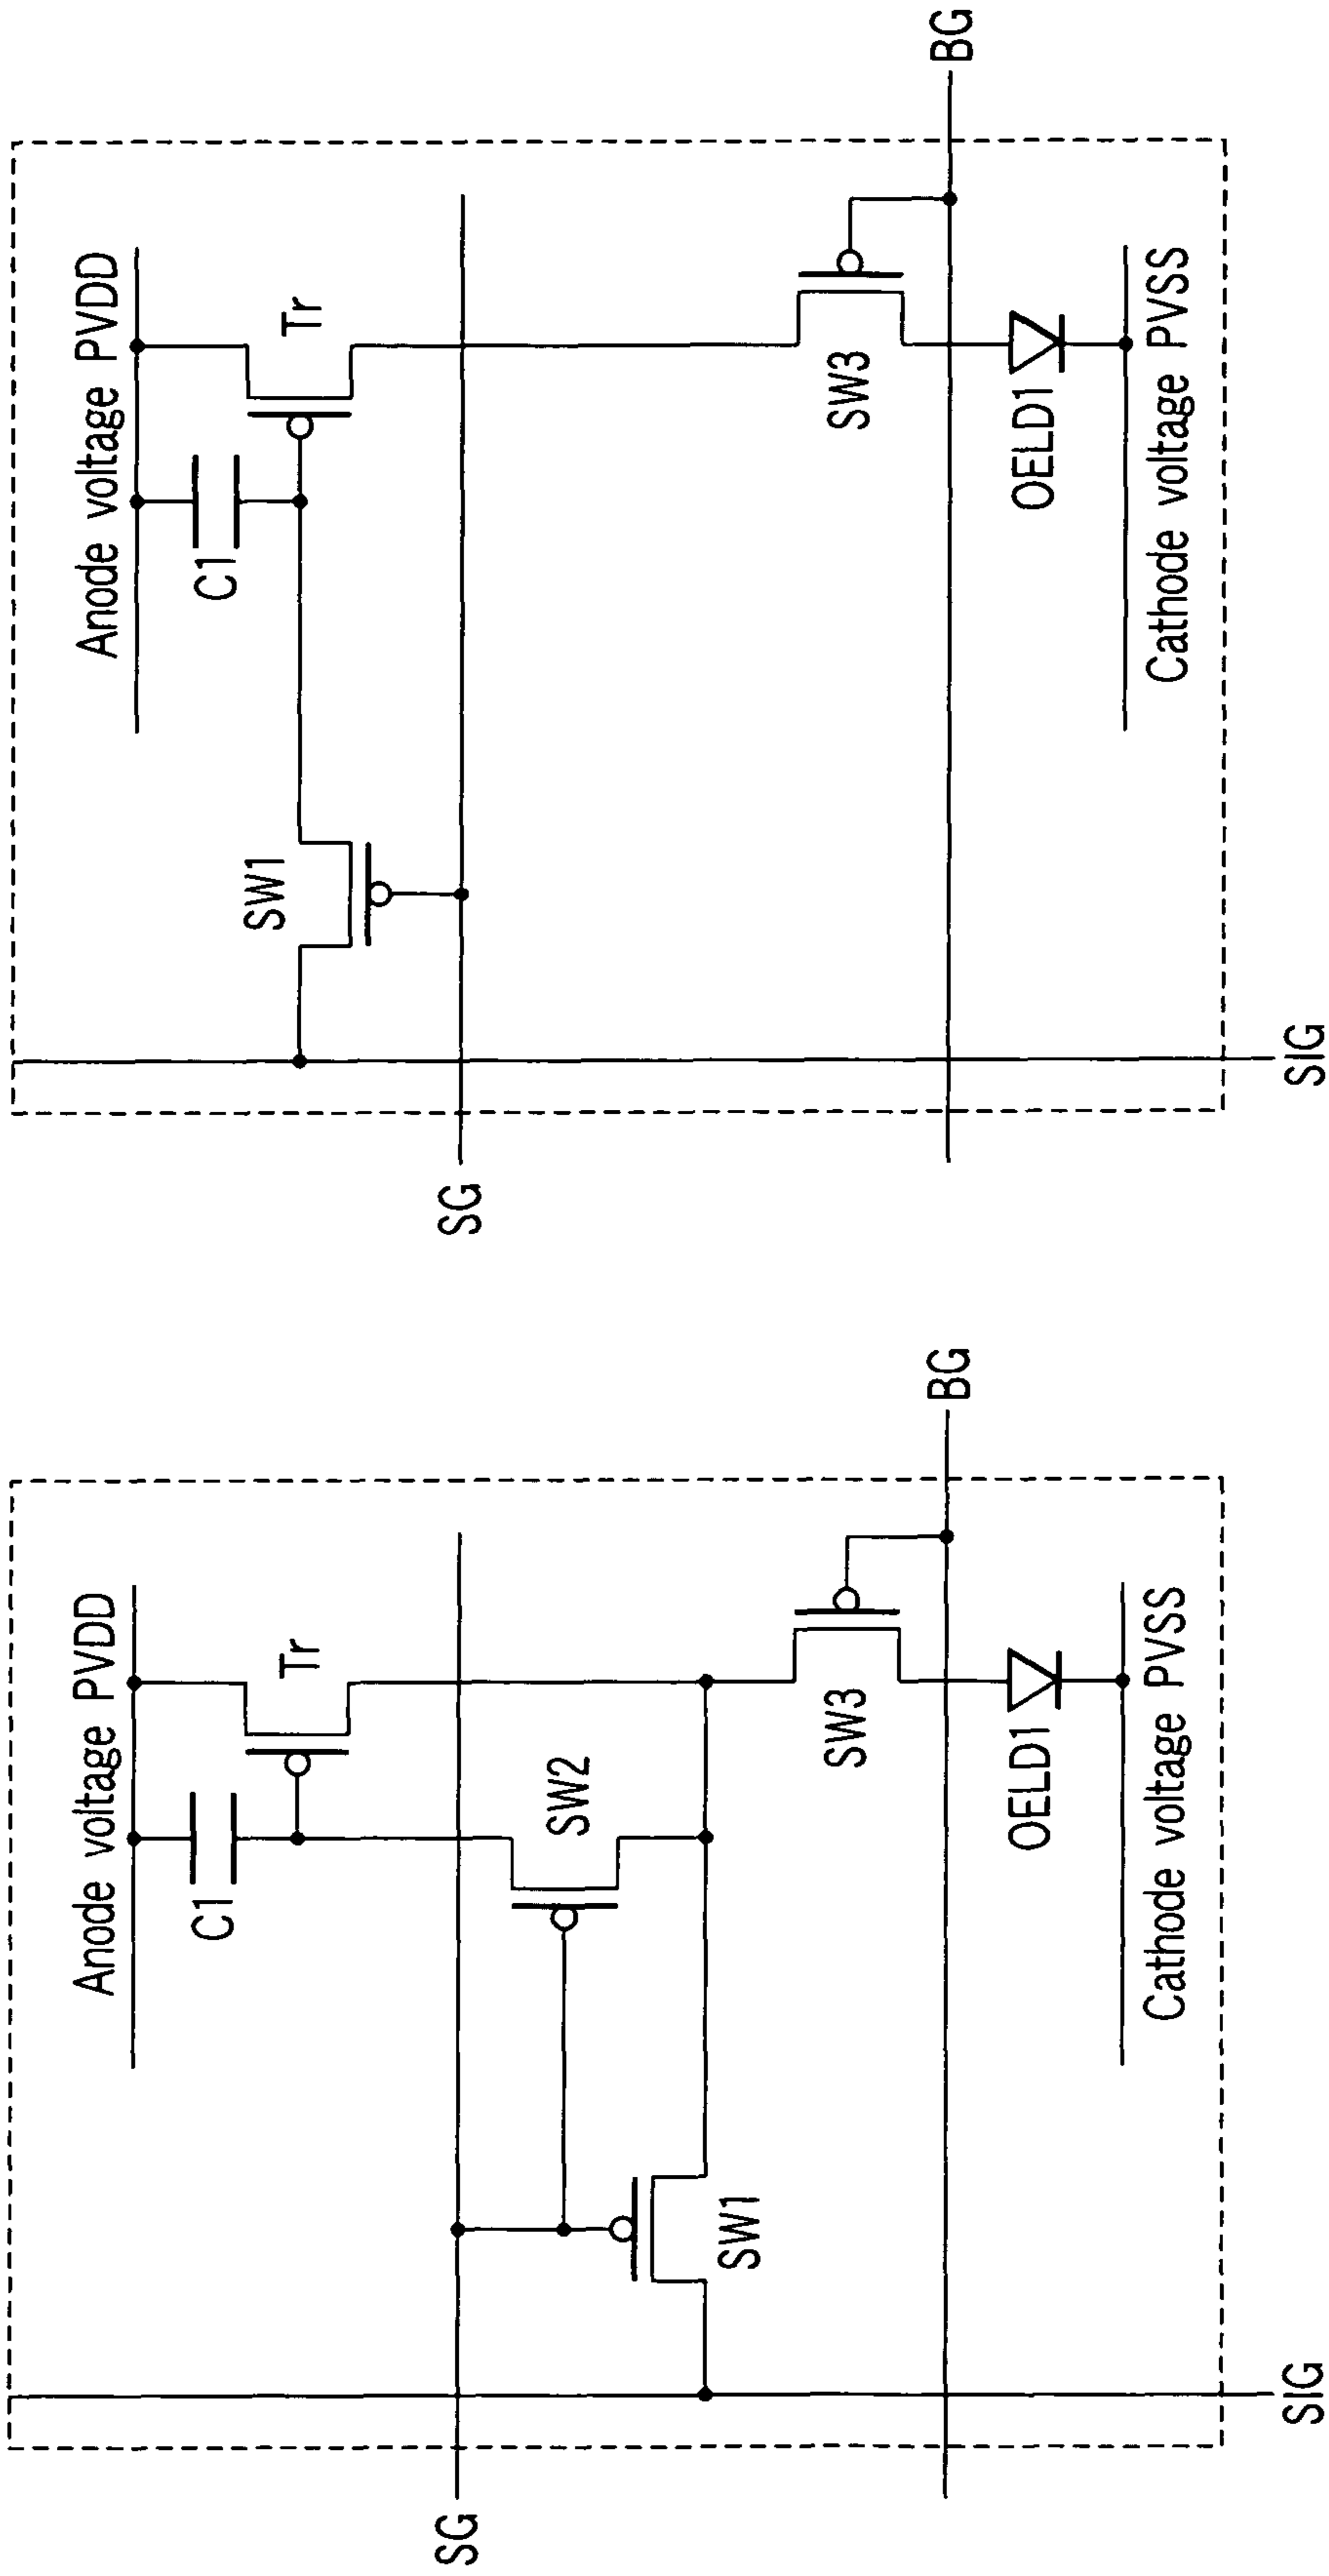 Anode voltage PVDD
Tr
C1
SW1
SG
SW3
BG
OELD1
Cathode voltage PVSS
SIG
Anode voltage PVDD
Tr
C1
SW2
SG
SW1
SW3
BG
OELD1
Cathode voltage PVSS
SIG